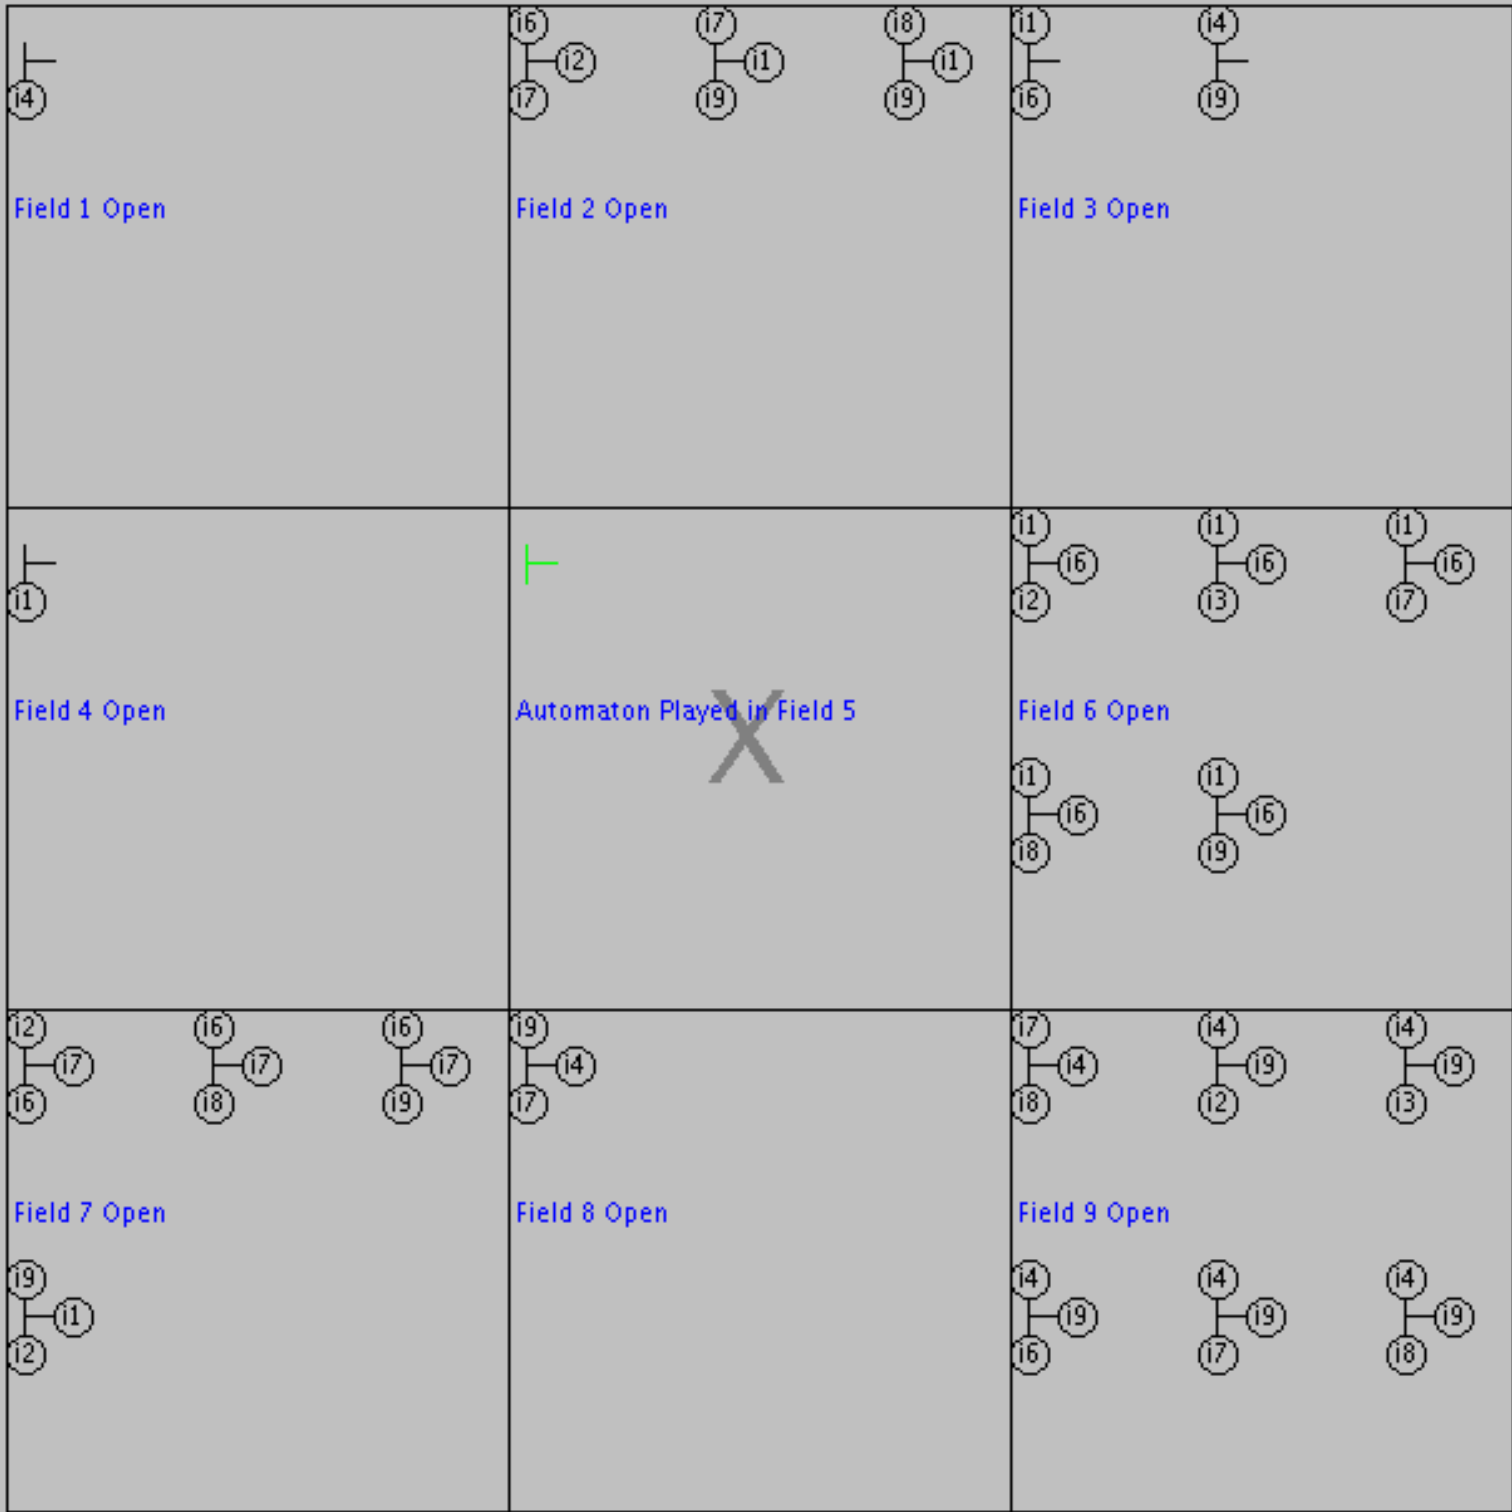 i6 i7 i8 i1 i4
i2 i1 i1
i4 i7 i9 i9 i6 i9
Field 1 Open Field 2 Open Field 3 Open
i1 i1 i1
i6 i6 i6
i1 i2 i3 i7
Field 4 Open Automaton Played in Field 5 Field 6 Open
X
i1 i1
i6 i6
i8 i9
i2 i6 i6 i9 i7 i4 i4
i7 i7 i7 i4 i4 i9 i9
i6 i8 i9 i7 i8 i2 i3
Field 7 Open Field 8 Open Field 9 Open
i9 i4 i4 i4
i1 i9 i9 i9
i2 i6 i7 i8